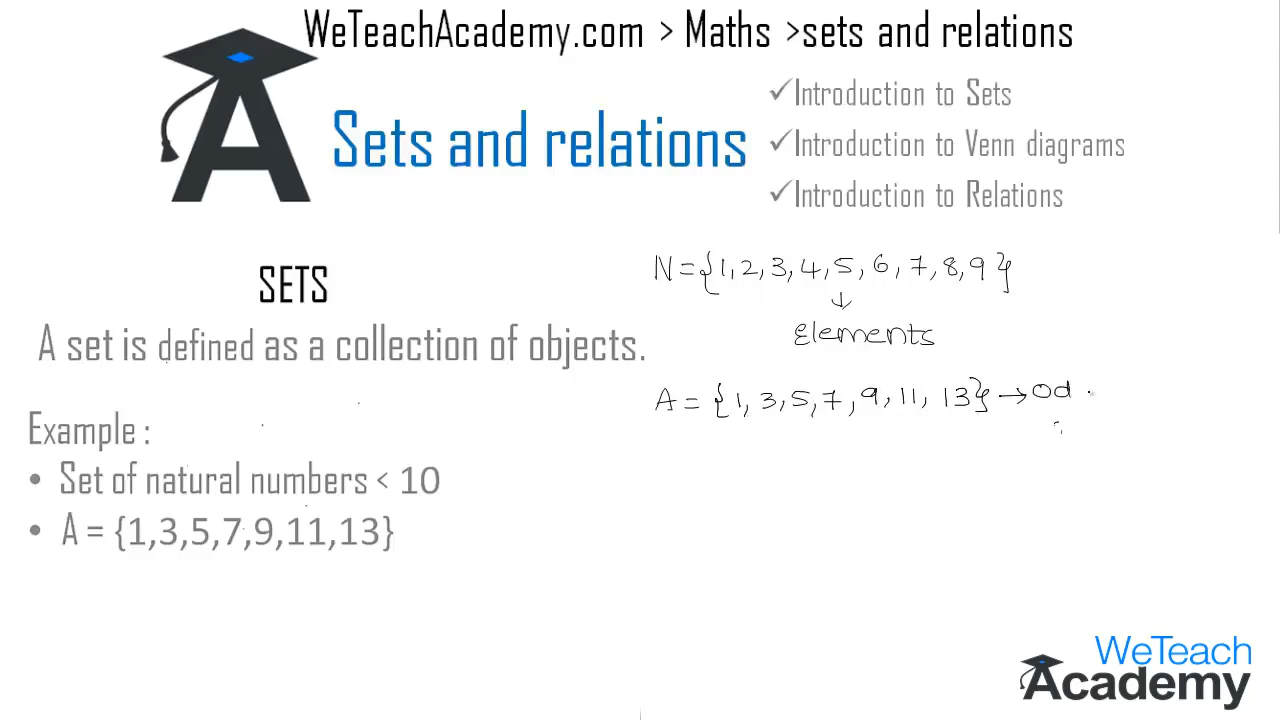 WeTeachAcademy.com > Maths >sets and relations
A
Sets and relations
✓Introduction to Sets
✓Introduction to Venn diagrams
✓Introduction to Relations
SETS
A set is defined as a collection of objects.
Example :
• Set of natural numbers < 10
• A = {1,3,5,7,9,11,13}
N = {1, 2, 3, 4, 5, 6, 7, 8, 9}
↓
Elements
A = {1, 3, 5, 7, 9, 11, 13} → Od
WeTeach
Academy